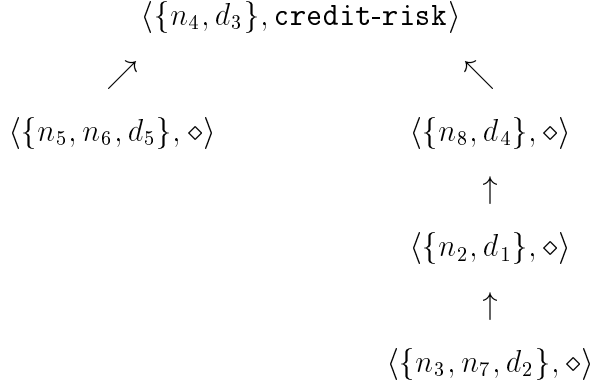 ⟨{n₄, d₃}, credit-risk⟩
⟨{n₅, n₆, d₅}, ⋄⟩ ⟨{n₈, d₄}, ⋄⟩
⟨{n₂, d₁}, ⋄⟩
⟨{n₃, n₇, d₂}, ⋄⟩